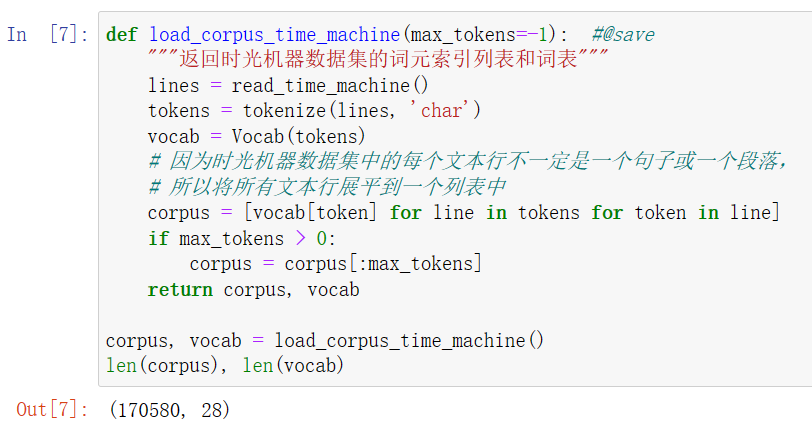 In [7]: def load_corpus_time_machine(max_tokens=-1):  #@save
    """返回时光机器数据集的词元索引列表和词表"""
    lines = read_time_machine()
    tokens = tokenize(lines, 'char')
    vocab = Vocab(tokens)
    # 因为时光机器数据集中的每个文本行不一定是一个句子或一个段落，
    # 所以将所有文本行展平到一个列表中
    corpus = [vocab[token] for line in tokens for token in line]
    if max_tokens > 0:
        corpus = corpus[:max_tokens]
    return corpus, vocab

corpus, vocab = load_corpus_time_machine()
len(corpus), len(vocab)
Out[7]: (170580, 28)